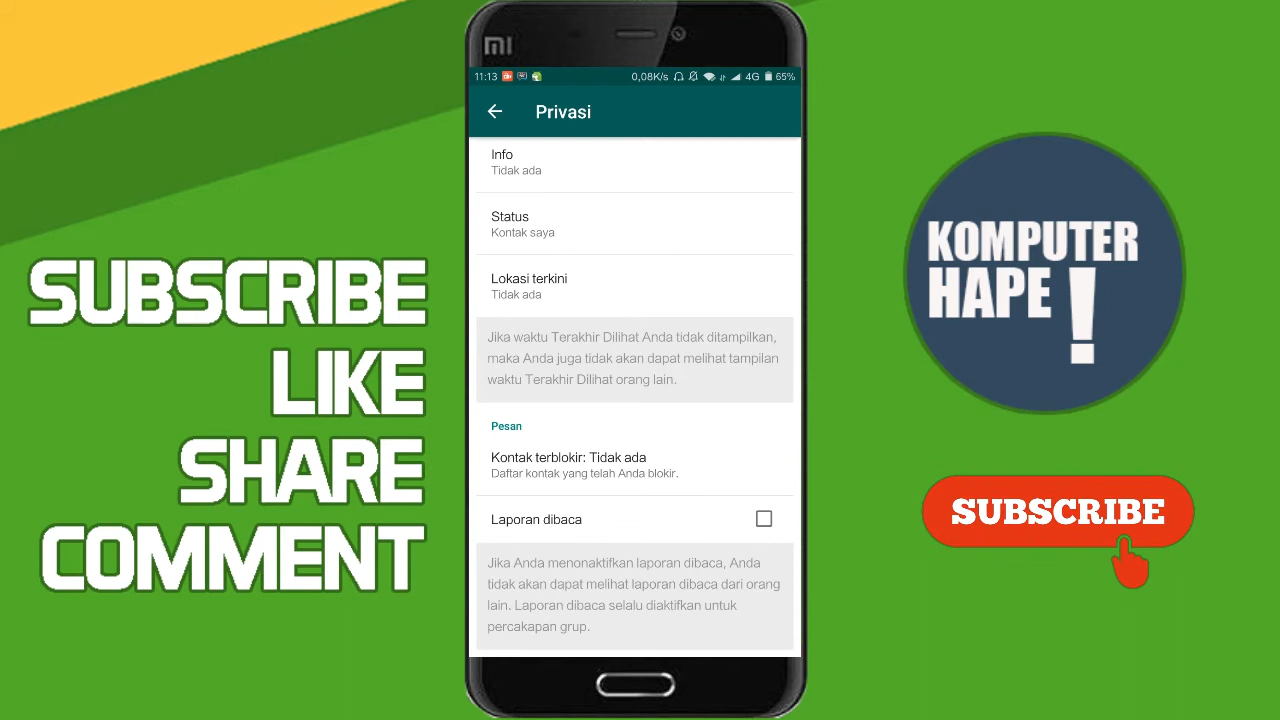 SUBSCRIBE
LIKE
SHARE
COMMENT
mi
11:13
0,08K/s 4G 65%
Privasi
Info
Tidak ada
Status
Kontak saya
Lokasi terkini
Tidak ada
Jika waktu Terakhir Dilihat Anda tidak ditampilkan,
maka Anda juga tidak akan dapat melihat tampilan
waktu Terakhir Dilihat orang lain.
Pesan
Kontak terblokir: Tidak ada
Daftar kontak yang telah Anda blokir.
Laporan dibaca
Jika Anda menonaktifkan laporan dibaca, Anda
tidak akan dapat melihat laporan dibaca dari orang
lain. Laporan dibaca selalu diaktifkan untuk
percakapan grup.
KOMPUTER
HAPE !
SUBSCRIBE